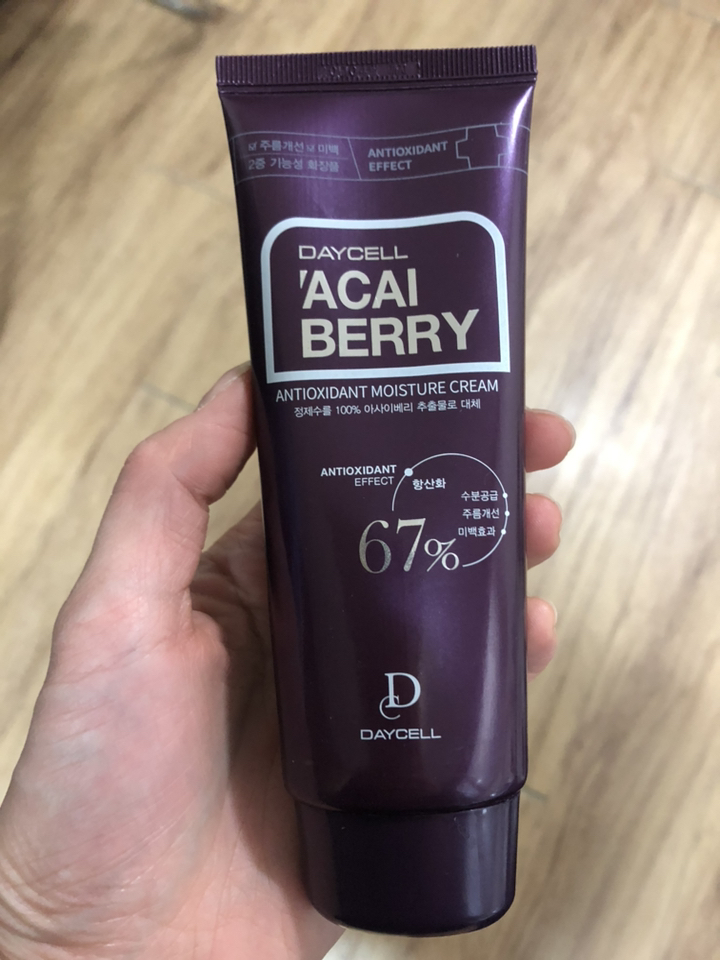 ☑ 주름개선 ☑ 미백
2중 기능성 화장품
ANTIOXIDANT
EFFECT
DAYCELL
'ACAI
BERRY
ANTIOXIDANT MOISTURE CREAM
정제수를 100% 아사이베리 추출물로 대체
ANTIOXIDANT
EFFECT
항산화
수분공급
주름개선
미백효과
67%
DC
DAYCELL